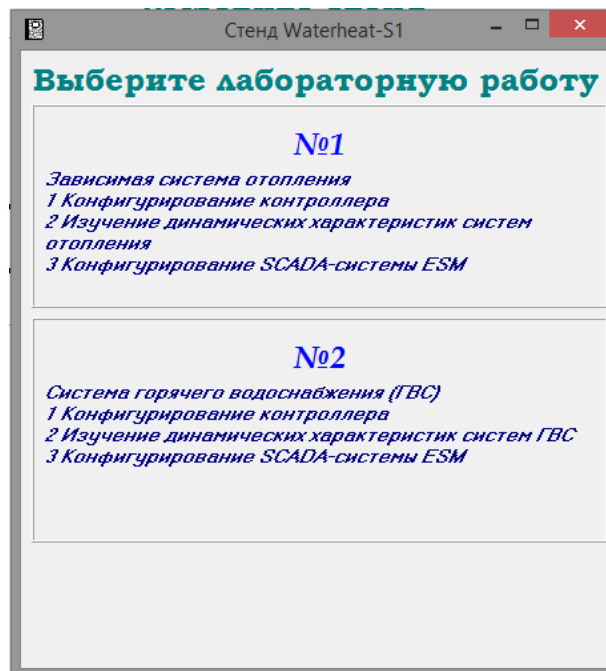 Стенд Waterheat-S1
Выберите лабораторную работу
№1
Зависимая система отопления
1 Конфигурирование контроллера
2 Изучение динамических характеристик систем
отопления
3 Конфигурирование SCADA-системы ESM
№2
Система горячего водоснабжения (ГВС)
1 Конфигурирование контроллера
2 Изучение динамических характеристик систем ГВС
3 Конфигурирование SCADA-системы ESM